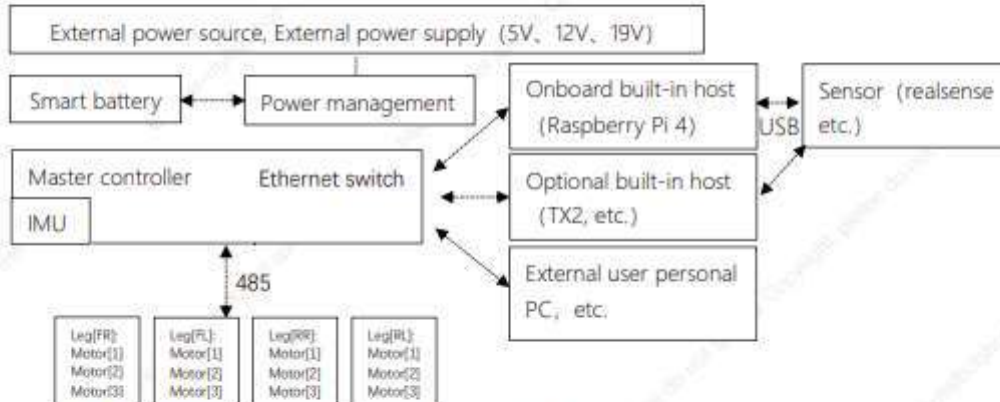 External power source, External power supply (5V、12V、19V)
Smart battery
Power management
Onboard built-in host
(Raspberry Pi 4)
USB
Sensor (realsense
etc.)
Master controller
Ethernet switch
IMU
Optional built-in host
(TX2, etc.)
External user personal
PC, etc.
485
Leg[FR]:
Motor[1]
Motor[2]
Motor[3]
Leg[FL]:
Motor[1]
Motor[2]
Motor[3]
Leg[RR]:
Motor[1]
Motor[2]
Motor[3]
Leg[RL]:
Motor[1]
Motor[2]
Motor[3]